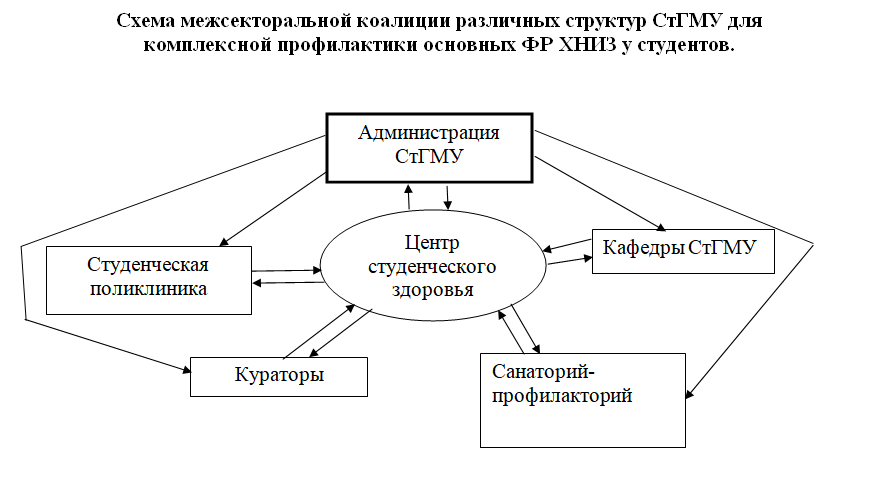 Схема межсекторальной коалиции различных структур СтГМУ для
комплексной профилактики основных ФР ХНИЗ у студентов.
Администрация
СтГМУ
Центр
студенческого
здоровья
Кафедры СтГМУ
Студенческая
поликлиника
Кураторы
Санаторий-
профилакторий